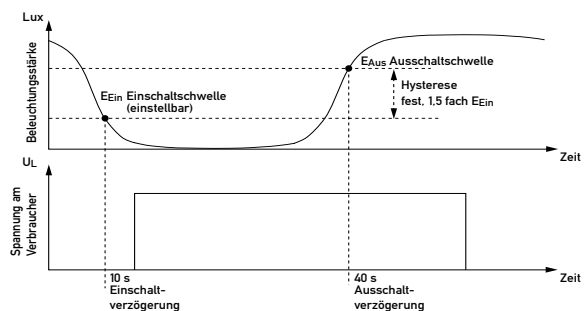 Lux
Beleuchtungsstärke
EAus Ausschaltschwelle
EEin Einschaltschwelle
(einstellbar)
Hysterese
fest, 1,5 fach EEin
Zeit
UL
Spannung am
Verbraucher
Zeit
10 s
Einschalt-
verzögerung
40 s
Ausschalt-
verzögerung